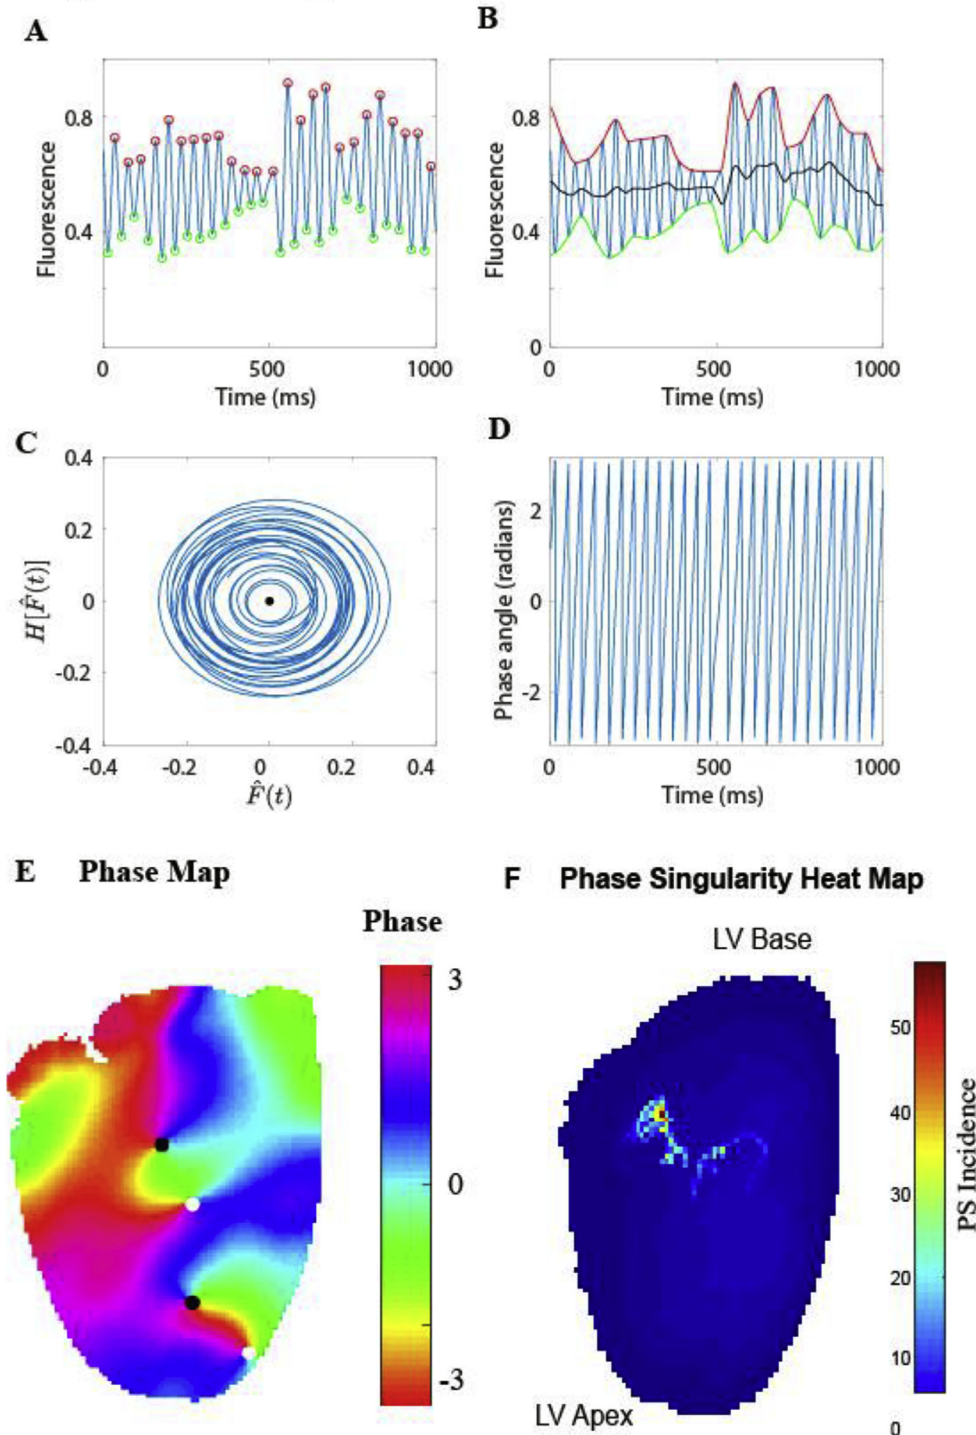 A
B
Fluorescence
0.8
0.4
0
500
1000
Time (ms)
Fluorescence
0.8
0.4
0
0
500
1000
Time (ms)
C
D
H[F̂(t)]
0.4
0.2
0
-0.2
-0.4
-0.4
-0.2
0
0.2
0.4
F̂(t)
Phase angle (radians)
2
0
-2
0
500
1000
Time (ms)
E Phase Map
Phase
3
0
-3
F Phase Singularity Heat Map
LV Base
LV Apex
50
40
30
20
10
0
PS Incidence